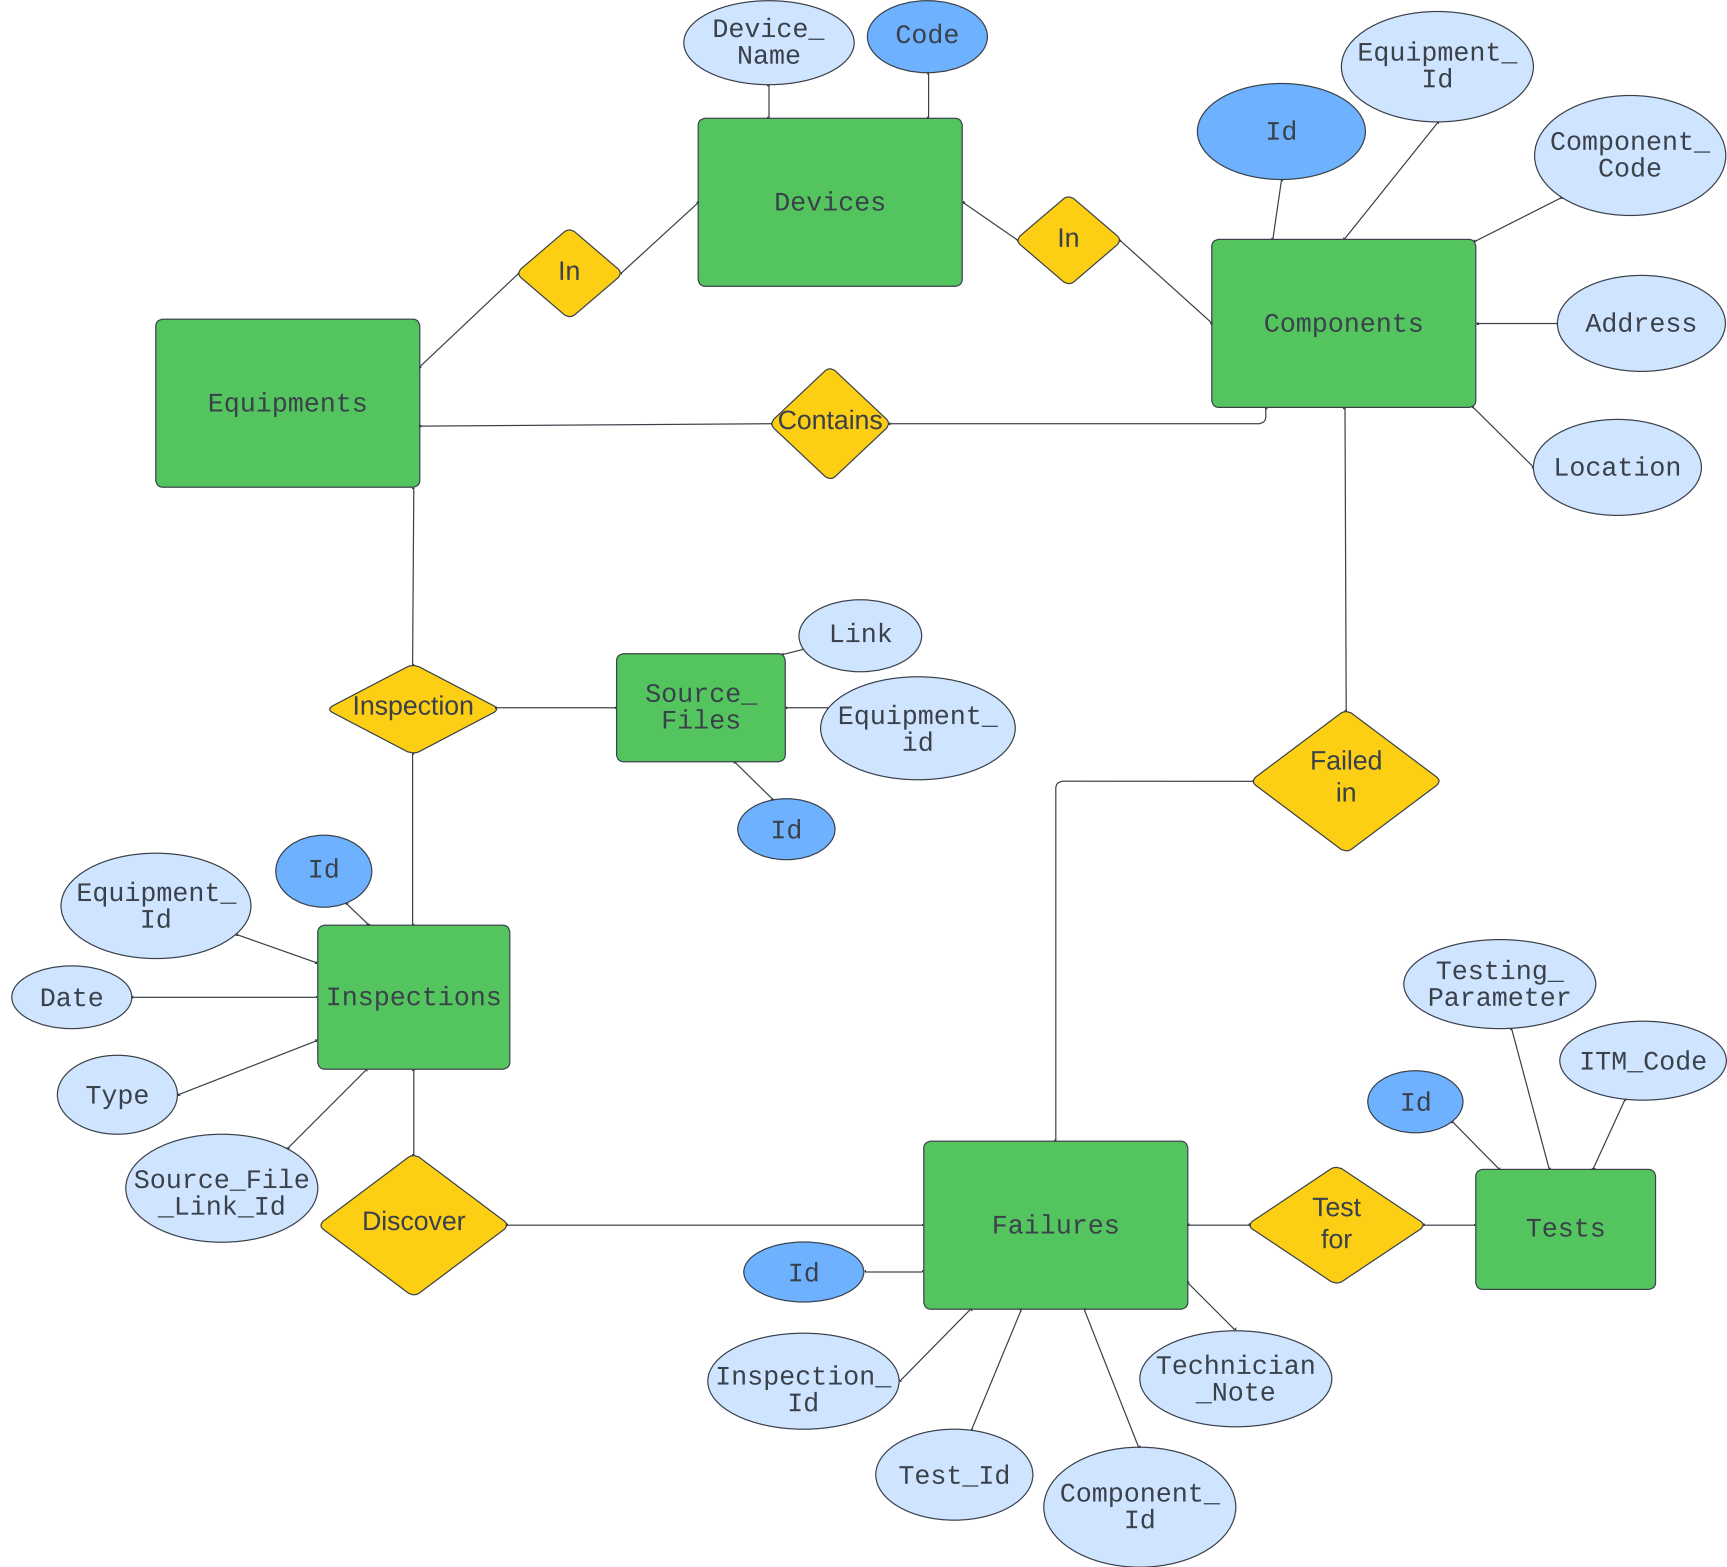 Device_
Name
Code
Equipment_
Id
Id
Component_
Code
Devices
In
In
Components
Address
Equipments
Contains
Location
Link
Source_
Files
Inspection
Equipment_
id
Failed
in
Id
Id
Equipment_
Id
Date
Inspections
Testing_
Parameter
ITM_Code
Type
Id
Source_File
_Link_Id
Discover
Failures
Test
for
Tests
Id
Inspection_
Id
Technician
_Note
Test_Id
Component_
Id